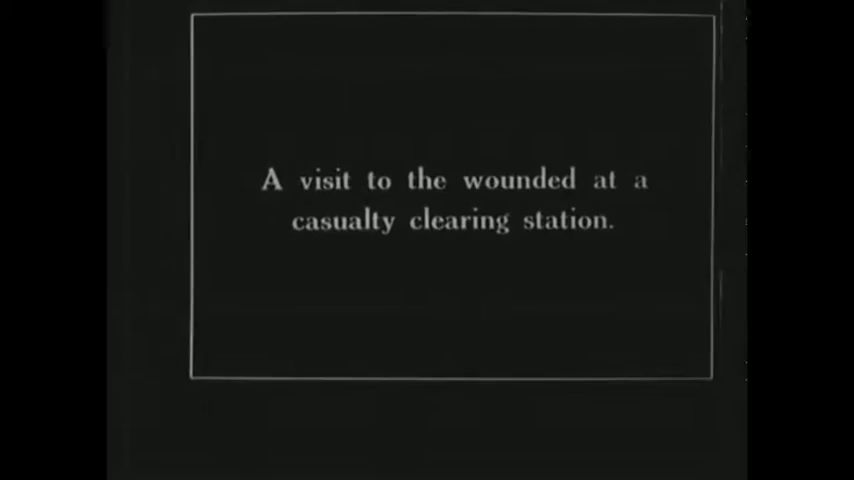 A visit to the wounded at a
casualty clearing station.